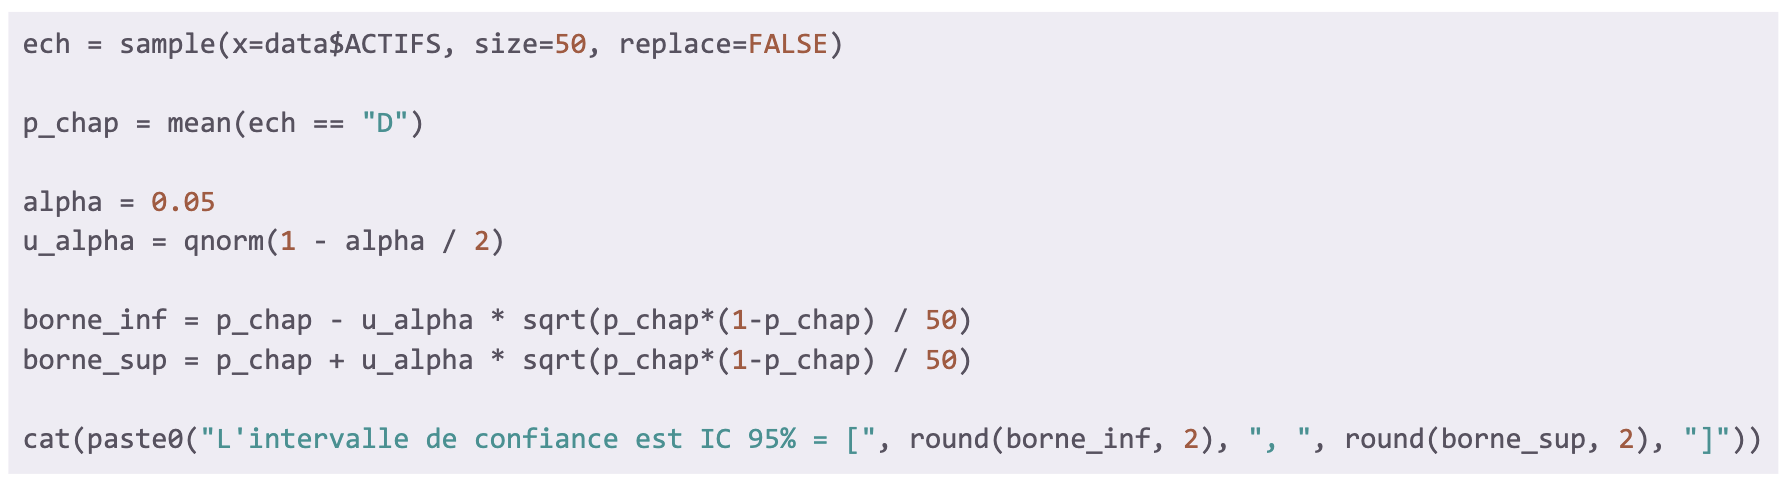 ech = sample(x=data$ACTIFS, size=50, replace=FALSE)
p_chap = mean(ech == "D")
alpha = 0.05
u_alpha = qnorm(1 - alpha / 2)
borne_inf = p_chap - u_alpha * sqrt(p_chap*(1-p_chap) / 50)
borne_sup = p_chap + u_alpha * sqrt(p_chap*(1-p_chap) / 50)
cat(paste0("L'intervalle de confiance est IC 95% = [", round(borne_inf, 2), ", ", round(borne_sup, 2), "]"))